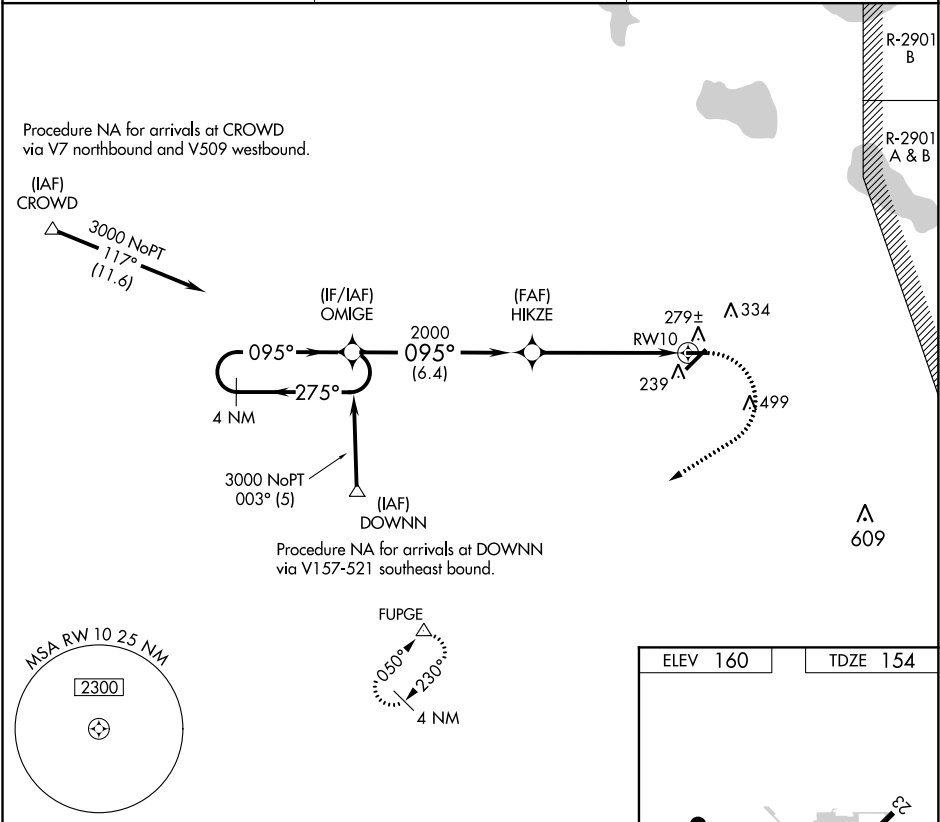 R-2901
B
R-2901
A & B
Procedure NA for arrivals at CROWD
via V7 northbound and V509 westbound.
(IAF)
CROWD
3000 NoPT
117°
(11.6)
(IF/IAF)
OMIGE
(FAF)
HIKZE
279±
334
2000
RW10
095°
095°
(6.4)
239
275°
499
4 NM
3000 NoPT
003° (5)
(IAF)
DOWNN
609
Procedure NA for arrivals at DOWNN
via V157-521 southeast bound.
FUPGE
050°
230°
4 NM
MSA RW 10 25 NM
2300
ELEV 160
TDZE 154
23